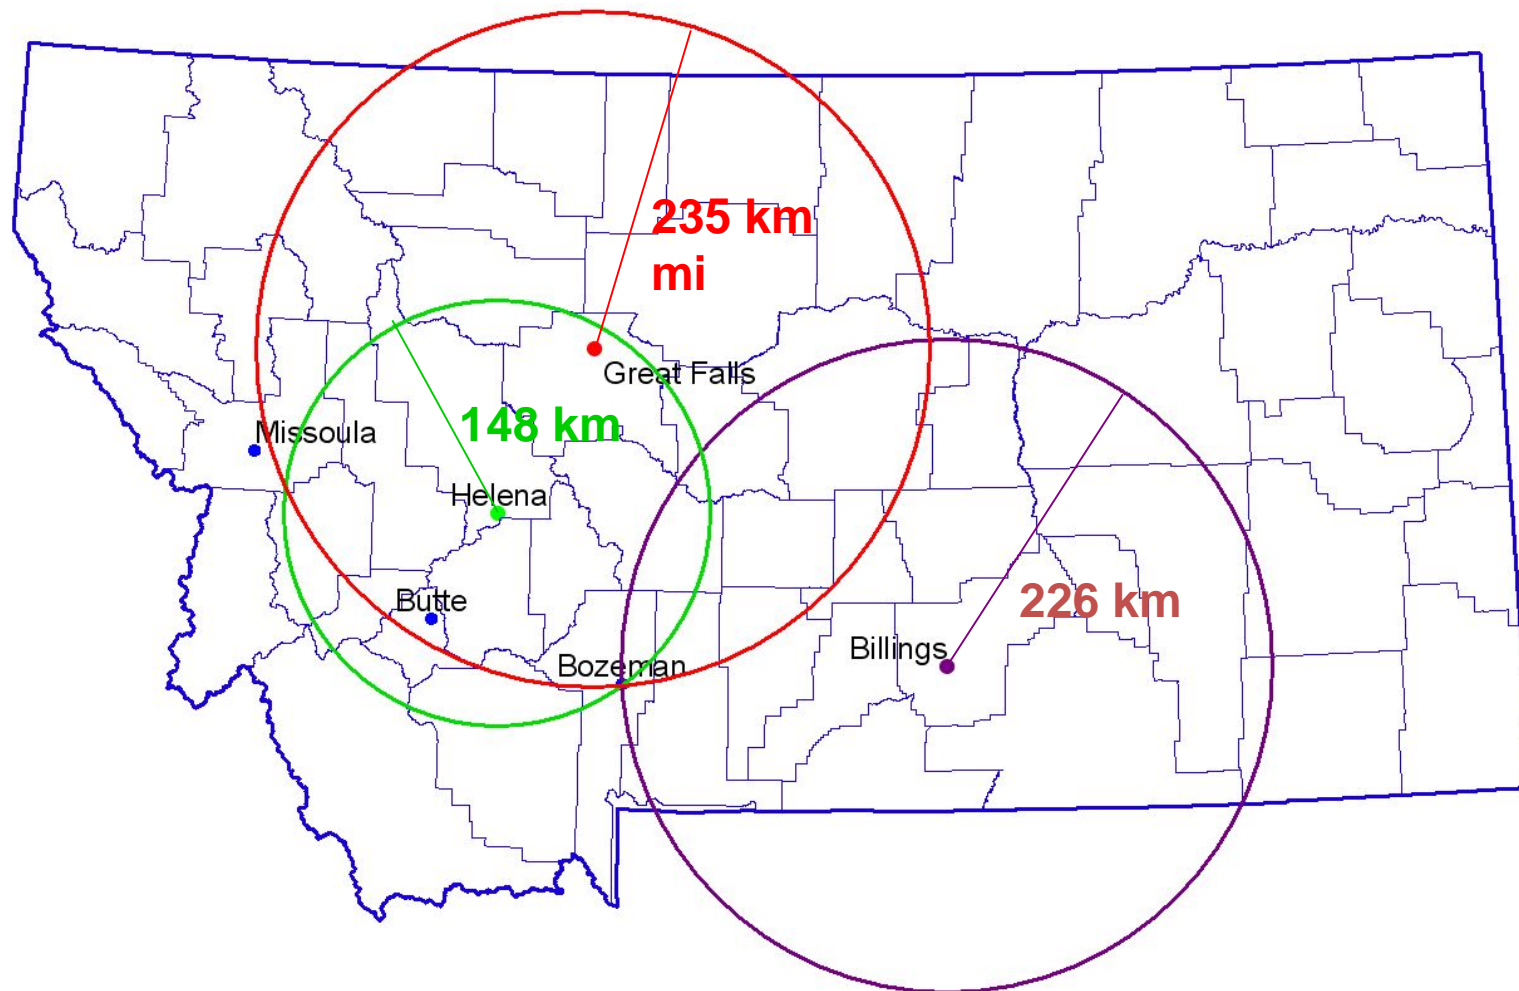 235 km
mi
Great Falls
148 km
Missoula
Helena
Butte
226 km
Billings
Bozeman